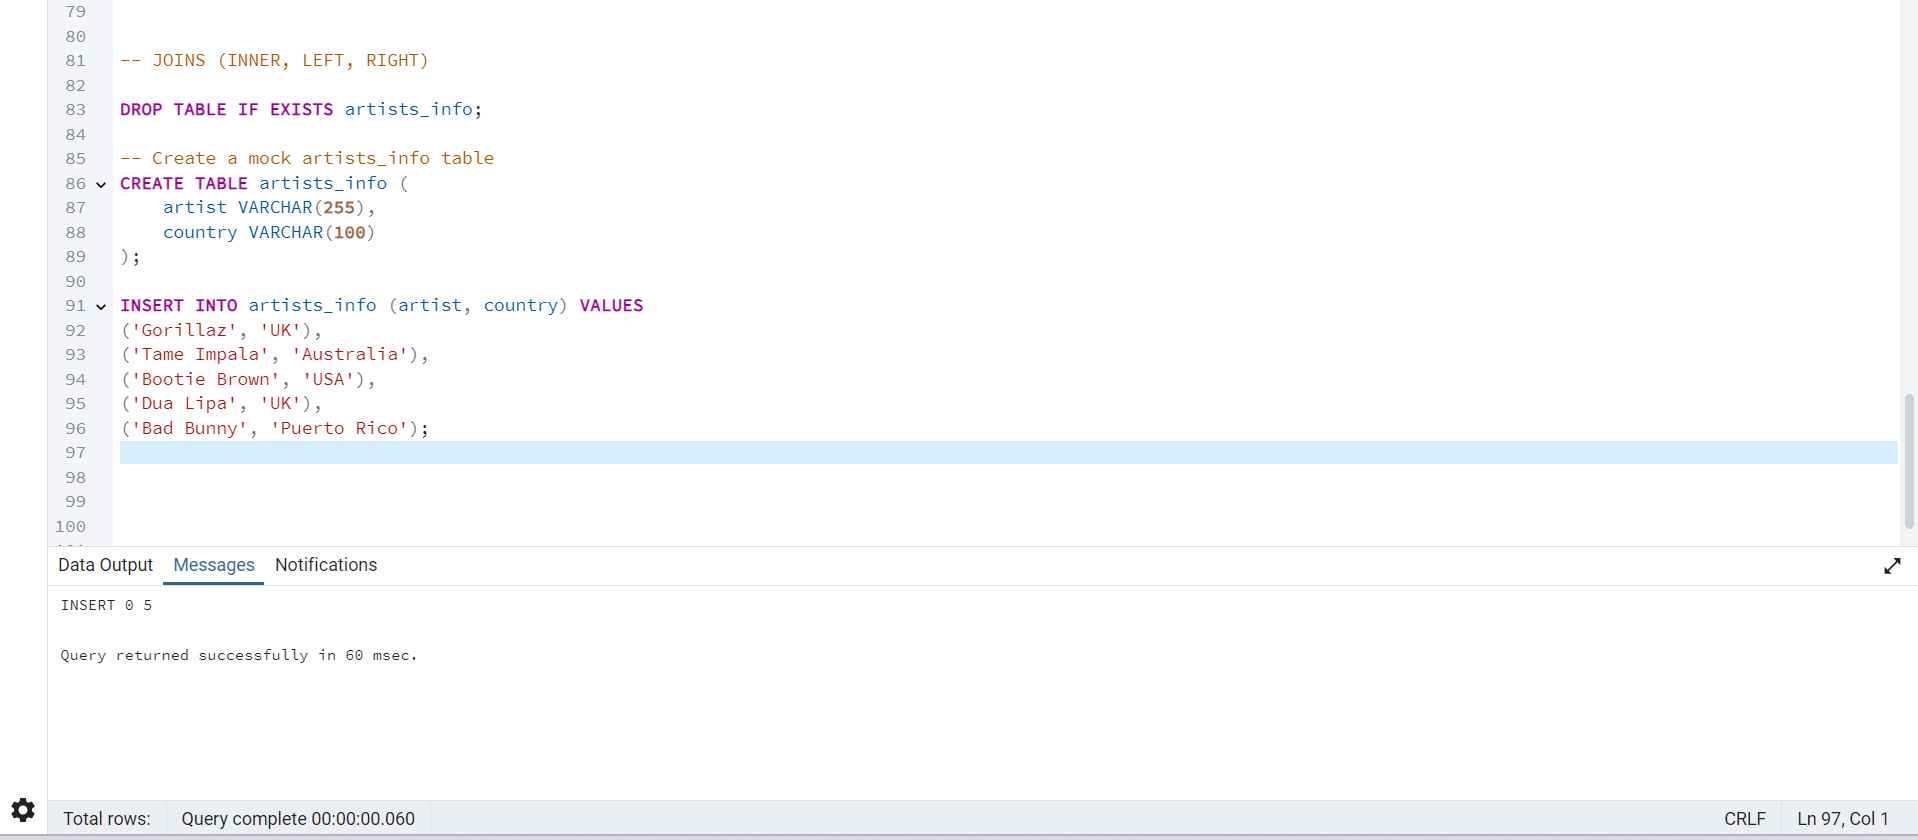 79
80
81 -- JOINS (INNER, LEFT, RIGHT)
82
83 DROP TABLE IF EXISTS artists_info;
84
85 -- Create a mock artists_info table
86 CREATE TABLE artists_info (
87     artist VARCHAR(255),
88     country VARCHAR(100)
89 );
90
91 INSERT INTO artists_info (artist, country) VALUES
92 ('Gorillaz', 'UK'),
93 ('Tame Impala', 'Australia'),
94 ('Bootie Brown', 'USA'),
95 ('Dua Lipa', 'UK'),
96 ('Bad Bunny', 'Puerto Rico');
97
98
99
100
Data Output Messages Notifications
INSERT 0 5
Query returned successfully in 60 msec.
Total rows: Query complete 00:00:00.060 CRLF Ln 97, Col 1